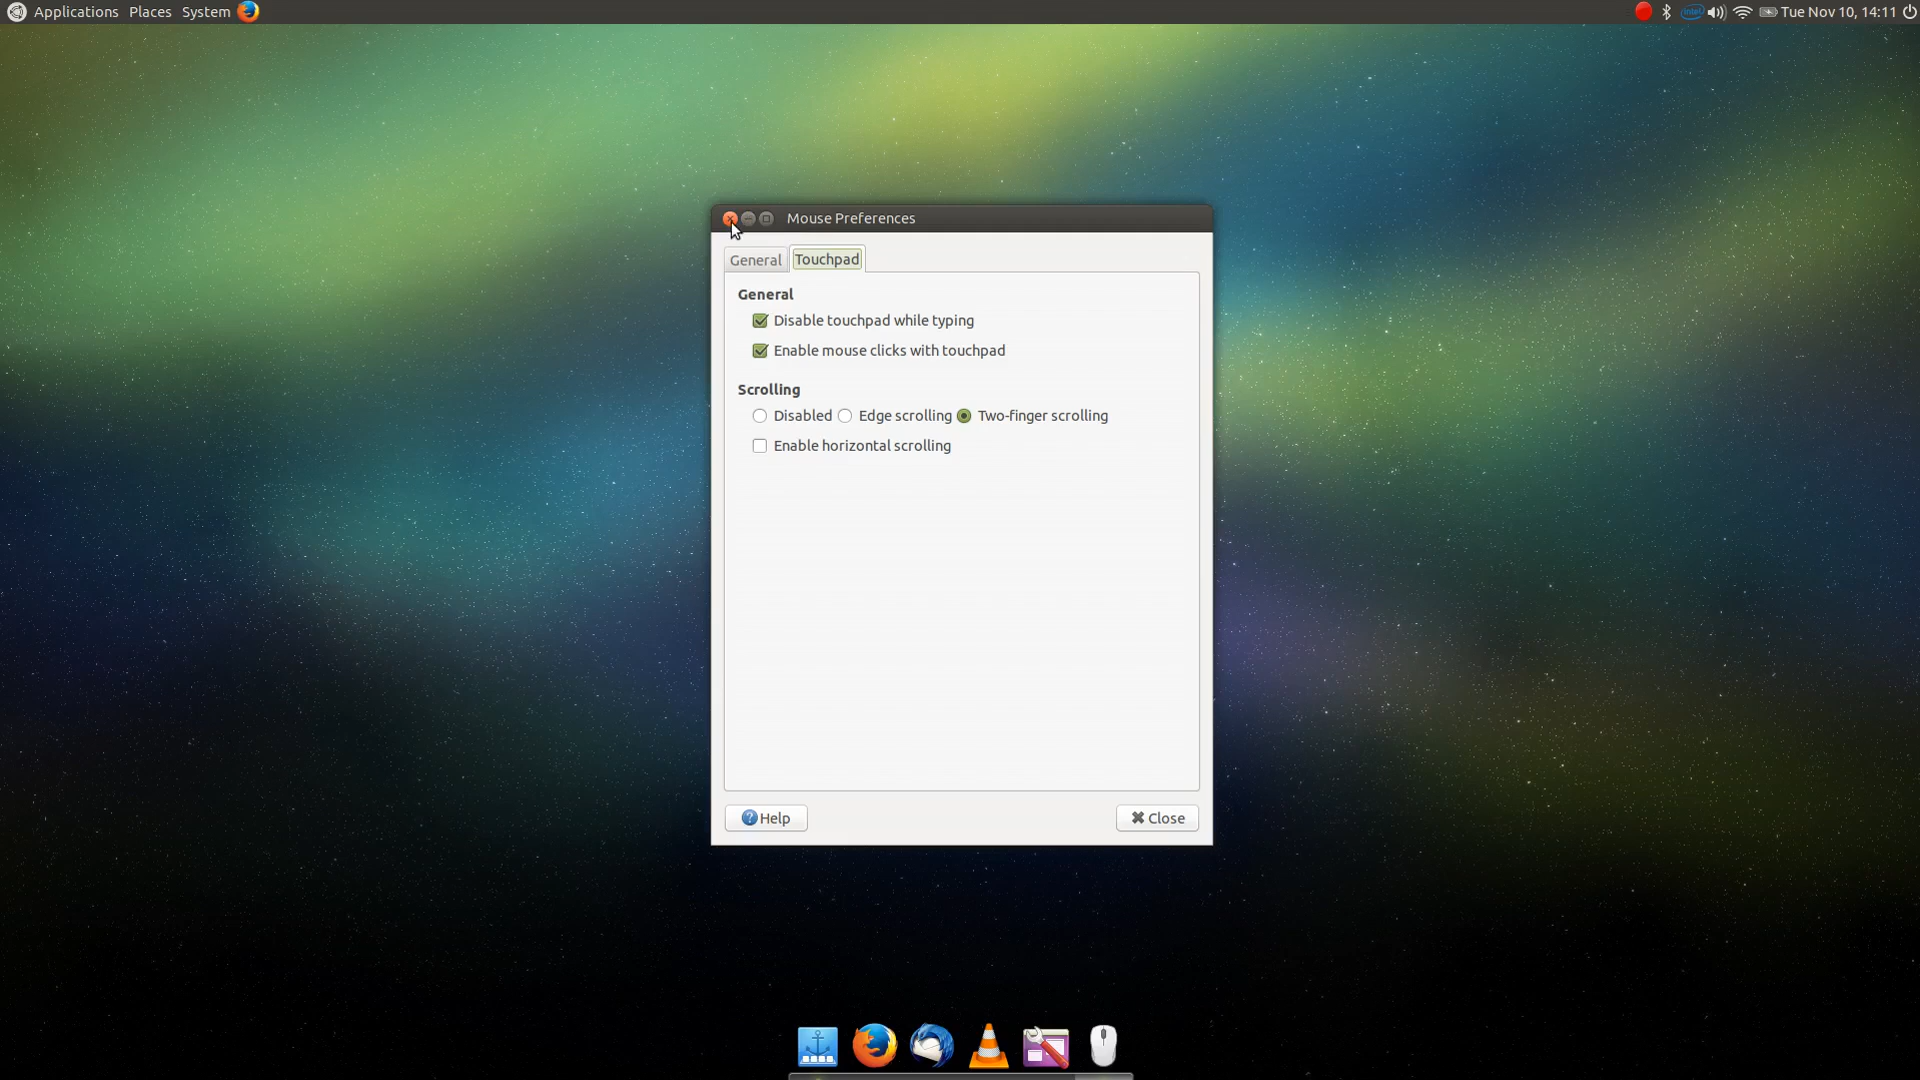 Applications Places System
intel Tue Nov 10, 14:11
Mouse Preferences
General Touchpad
General
Disable touchpad while typing
Enable mouse clicks with touchpad
Scrolling
Disabled Edge scrolling Two-finger scrolling
Enable horizontal scrolling
Help Close